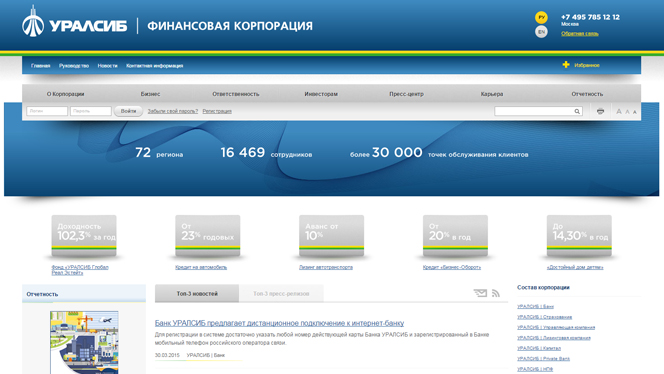 УРАЛСИБ | ФИНАНСОВАЯ КОРПОРАЦИЯ
РУ
+7 495 785 12 12
Москва
EN
Обратная связь
Главная Руководство Новости Контактная информация
Избранное
О Корпорации Бизнес Ответственность Инвесторам Пресс-центр Карьера Отчетность
Логин Пароль Войти Забыли свой пароль? Регистрация
А А А
72 региона 16 469 сотрудников более 30 000 точек обслуживания клиентов
Доходность
102,3% за год
От
23% годовых
Аванс от
10%
От
20% в год
До
14,30% в год
Фонд «УРАЛСИБ Глобал
Реал Эстейт»
Кредит на автомобиль
Лизинг автотранспорта
Кредит «Бизнес-Оборот»
«Достойный дом детям»
Отчетность
Топ-3 новостей Топ-3 пресс-релизов
Состав корпорации
Банк УРАЛСИБ предлагает дистанционное подключение к интернет-банку
Для регистрации в системе достаточно указать любой номер действующей карты Банка УРАЛСИБ и зарегистрированный в Банке
мобильный телефон российского оператора связи.
30.03.2015 УРАЛСИБ | Банк
УРАЛСИБ | Банк
УРАЛСИБ | Страхование
УРАЛСИБ | Управляющая компания
УРАЛСИБ | Лизинговая компания
УРАЛСИБ | Кэпитал
УРАЛСИБ | Private Bank
УРАЛСИБ | НПФ